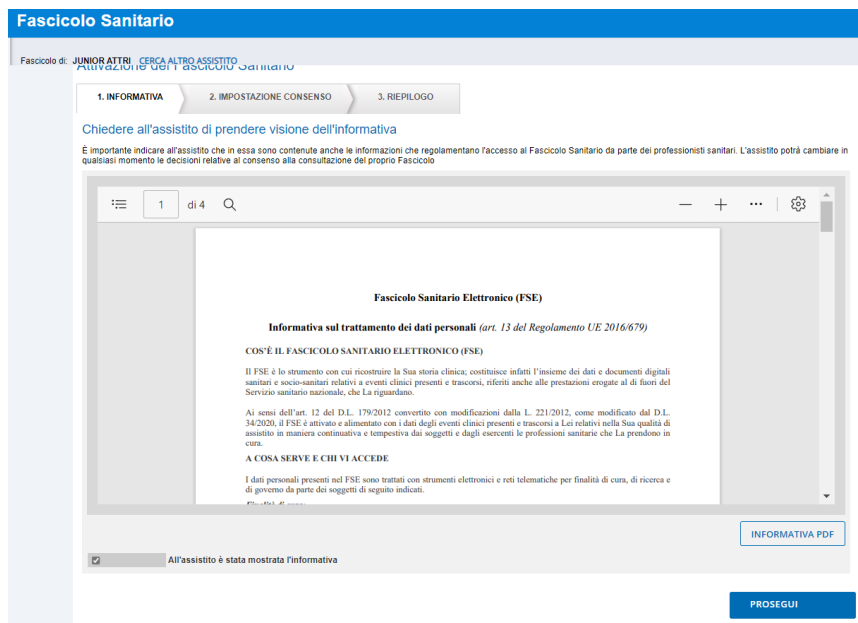 Fascicolo Sanitario
Fascicolo di: JUNIOR ATTRI CERCA ALTRO ASSISTITO
Attivazione del Fascicolo Sanitario
1. INFORMATIVA 2. IMPOSTAZIONE CONSENSO 3. RIEPILOGO
Chiedere all'assistito di prendere visione dell'informativa
È importante indicare all'assistito che in essa sono contenute anche le informazioni che regolamentano l'accesso al Fascicolo Sanitario da parte dei professionisti sanitari. L'assistito potrà cambiare in
qualsiasi momento le decisioni relative al consenso alla consultazione del proprio Fascicolo
1 di 4
Fascicolo Sanitario Elettronico (FSE)
Informativa sul trattamento dei dati personali (art. 13 del Regolamento UE 2016/679)
COS'È IL FASCICOLO SANITARIO ELETTRONICO (FSE)
Il FSE è lo strumento con cui ricostruire la Sua storia clinica; costituisce infatti l'insieme dei dati e documenti digitali
sanitari e socio-sanitari relativi a eventi clinici presenti e trascorsi, riferiti anche alle prestazioni erogate al di fuori del
Servizio sanitario nazionale, che La riguardano.
Ai sensi dell'art. 12 del D.L. 179/2012 convertito con modificazioni dalla L. 221/2012, come modificato dal D.L.
34/2020, il FSE è attivato e alimentato con i dati degli eventi clinici presenti e trascorsi a Lei relativi nella Sua qualità di
assistito in maniera continuativa e tempestiva dai soggetti e dagli esercenti le professioni sanitarie che La prendono in
cura.
A COSA SERVE E CHI VI ACCEDE
I dati personali presenti nel FSE sono trattati con strumenti elettronici e reti telematiche per finalità di cura, di ricerca e
di governo da parte dei soggetti di seguito indicati.
Finalità di cura:
INFORMATIVA PDF
All'assistito è stata mostrata l'informativa
PROSEGUI